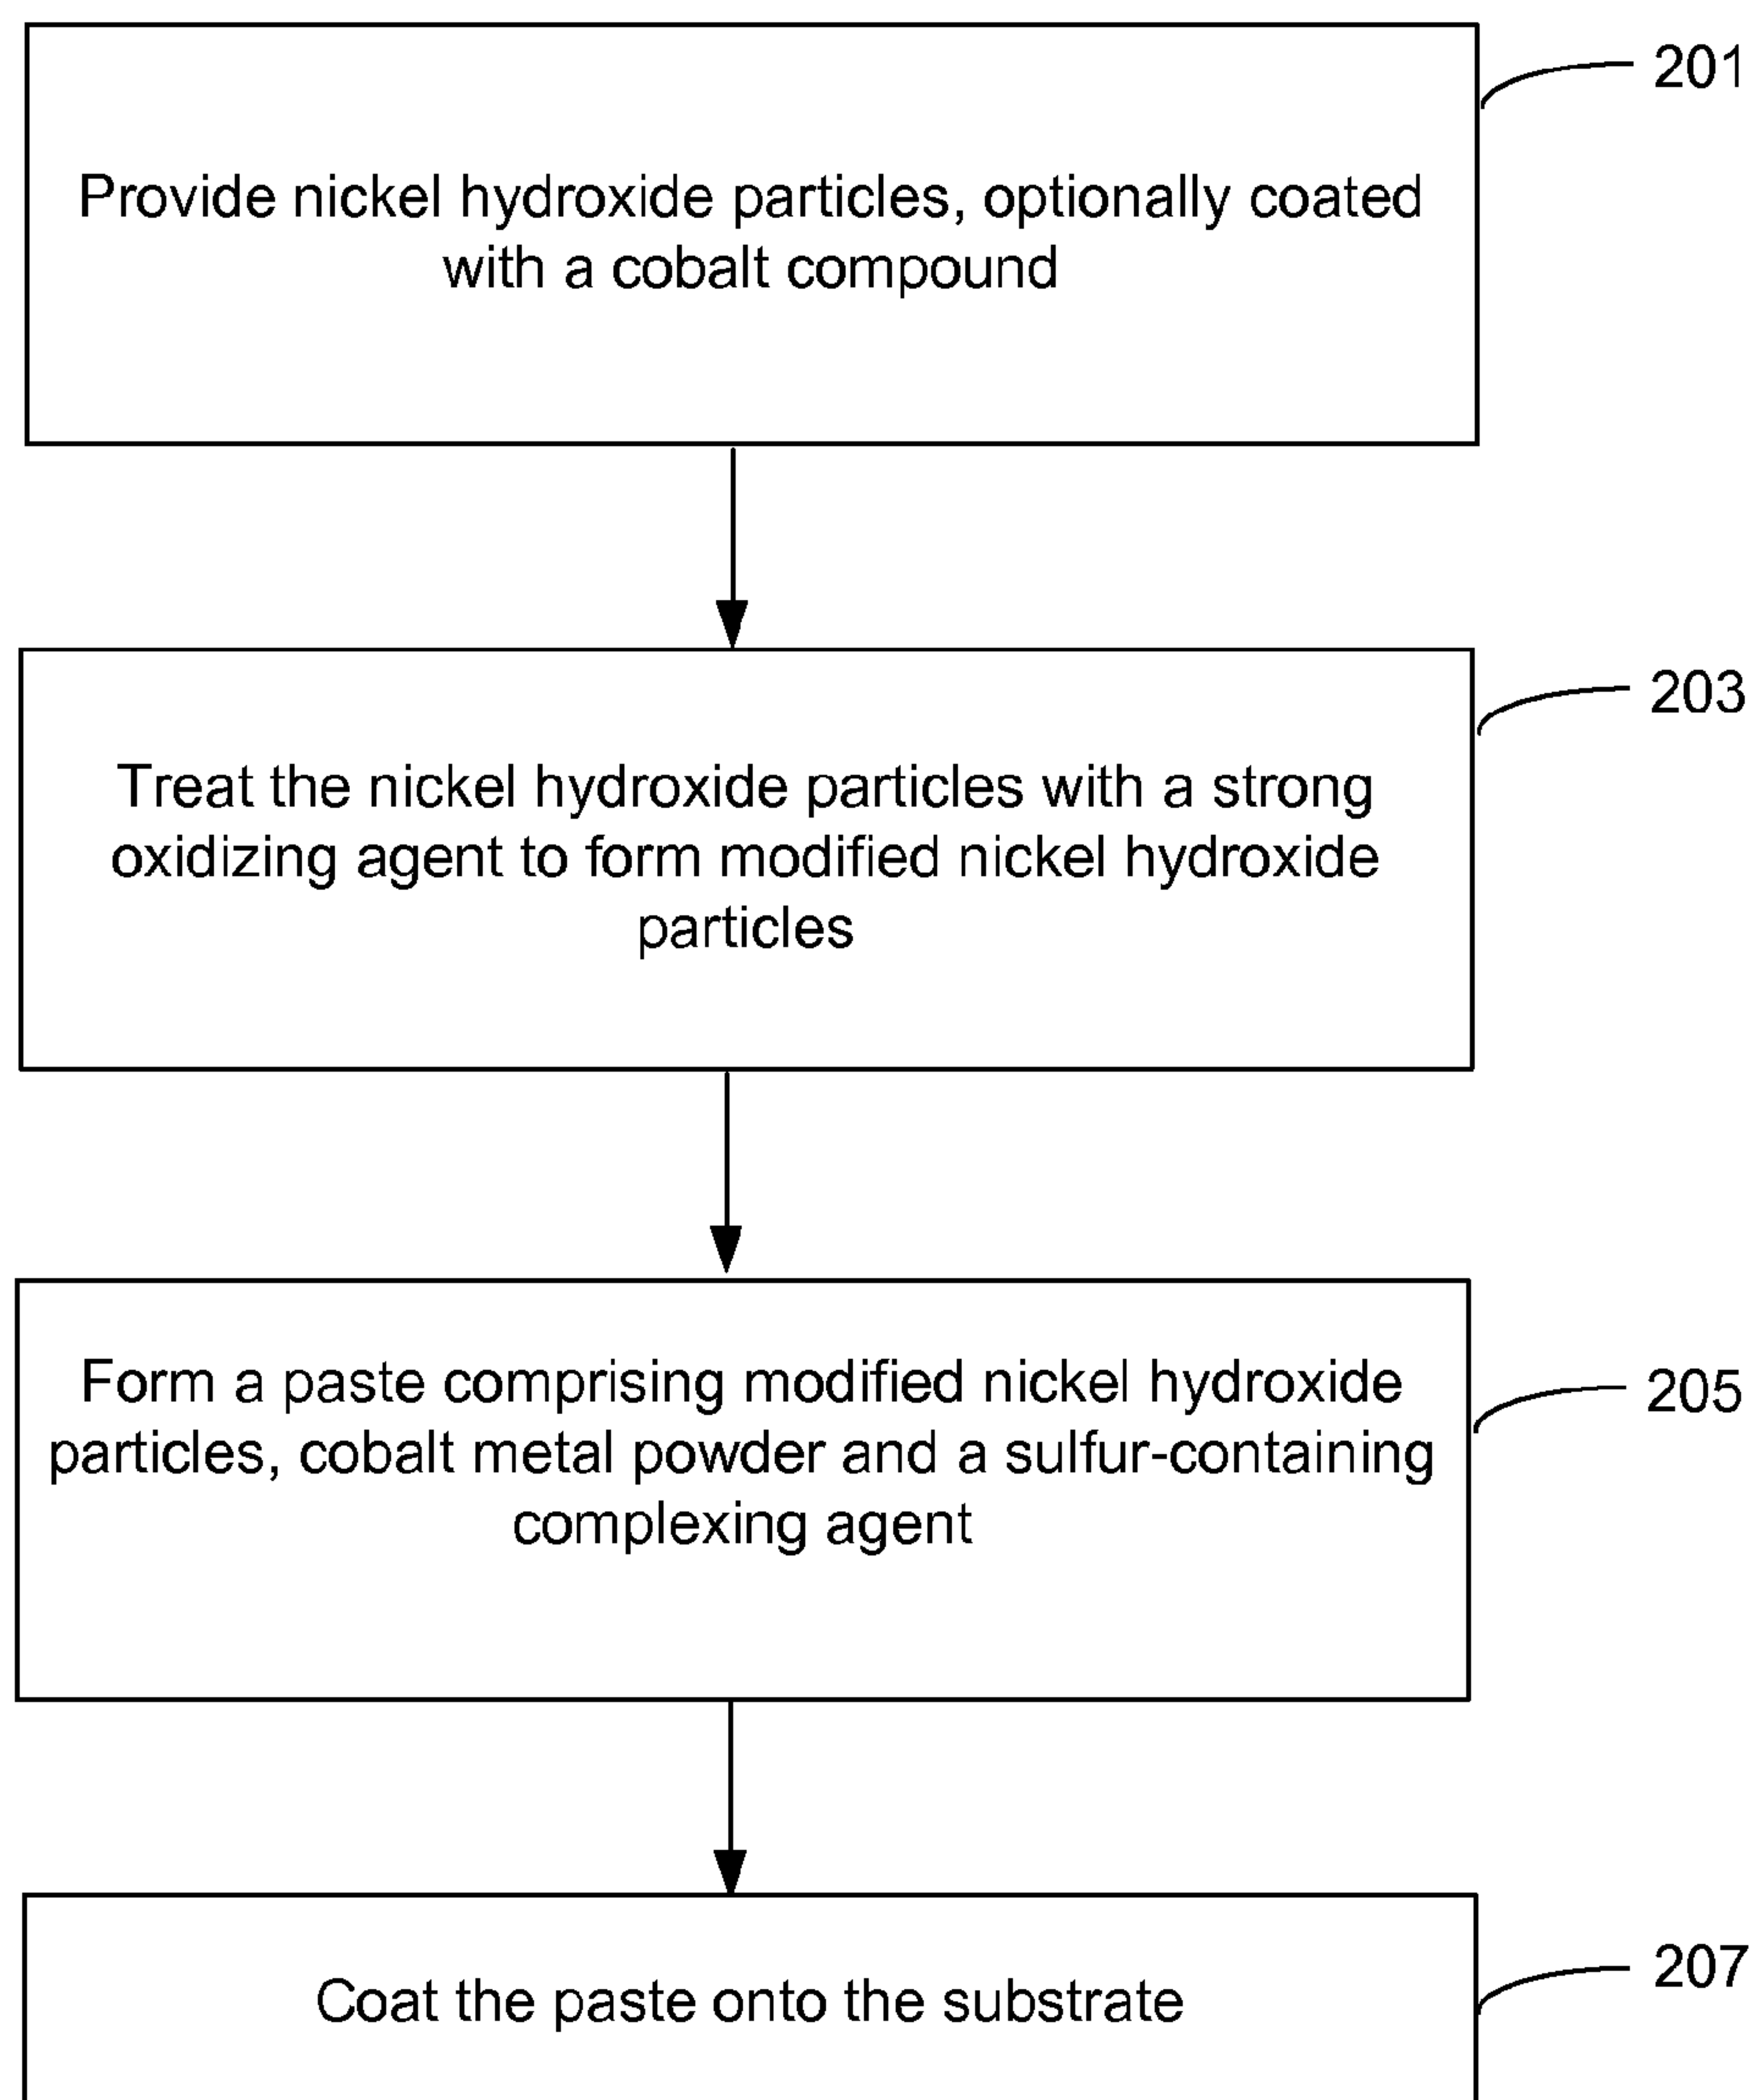 201
Provide nickel hydroxide particles, optionally coated
with a cobalt compound
203
Treat the nickel hydroxide particles with a strong
oxidizing agent to form modified nickel hydroxide
particles
205
Form a paste comprising modified nickel hydroxide
particles, cobalt metal powder and a sulfur-containing
complexing agent
207
Coat the paste onto the substrate